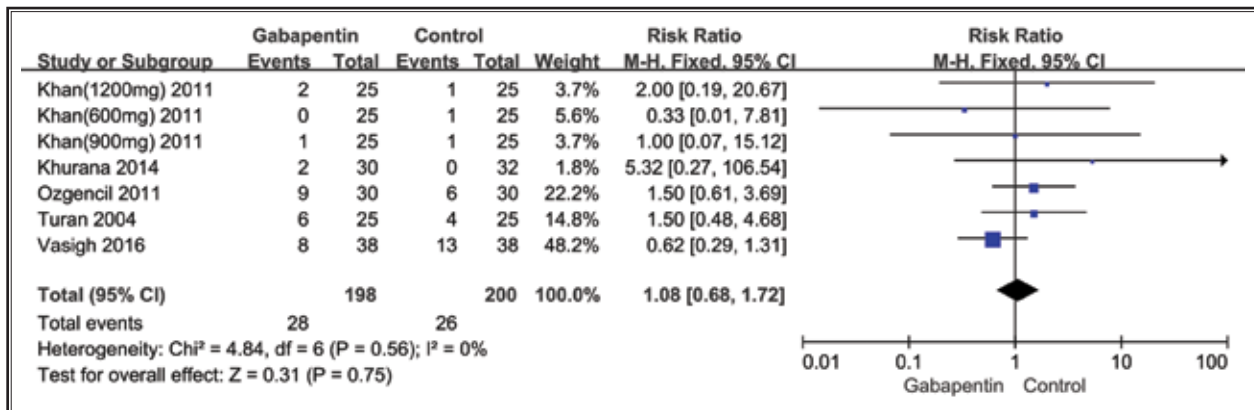 Gabapentin Control Risk Ratio Risk Ratio
Study or Subgroup Events Total Events Total Weight M-H. Fixed. 95% CI M-H. Fixed. 95% CI
Khan(1200mg) 2011 2 25 1 25 3.7% 2.00 [0.19, 20.67]
Khan(600mg) 2011 0 25 1 25 5.6% 0.33 [0.01, 7.81]
Khan(900mg) 2011 1 25 1 25 3.7% 1.00 [0.07, 15.12]
Khurana 2014 2 30 0 32 1.8% 5.32 [0.27, 106.54]
Ozgencil 2011 9 30 6 30 22.2% 1.50 [0.61, 3.69]
Turan 2004 6 25 4 25 14.8% 1.50 [0.48, 4.68]
Vasigh 2016 8 38 13 38 48.2% 0.62 [0.29, 1.31]
Total (95% CI) 198 200 100.0% 1.08 [0.68, 1.72]
Total events 28 26
Heterogeneity: Chi² = 4.84, df = 6 (P = 0.56); I² = 0%
Test for overall effect: Z = 0.31 (P = 0.75)
0.01 0.1 1 10 100
Gabapentin Control